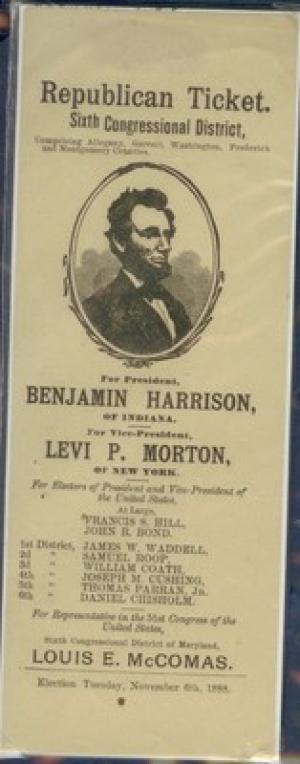 Republican Ticket.
Sixth Congressional District,
Comprising Allegany, Garrett, Washington, Frederick
and Montgomery Counties.
For President,
BENJAMIN HARRISON,
OF INDIANA.
For Vice-President,
LEVI P. MORTON,
OF NEW YORK.
For Electors of President and Vice-President of
the United States,
At Large,
FRANCIS S. HILL,
JOHN R. BOND.
1st District, JAMES W. WADDELL,
2d " SAMUEL ROOP,
3d " WILLIAM COATH,
4th " JOSEPH M. CUSHING,
5th " THOMAS PARRAN, Jr.
6th " DANIEL CHISHOLM.
For Representative in the 51st Congress of the
United States,
Sixth Congressional District of Maryland,
LOUIS E. McCOMAS.
Election Tuesday, November 6th, 1888.